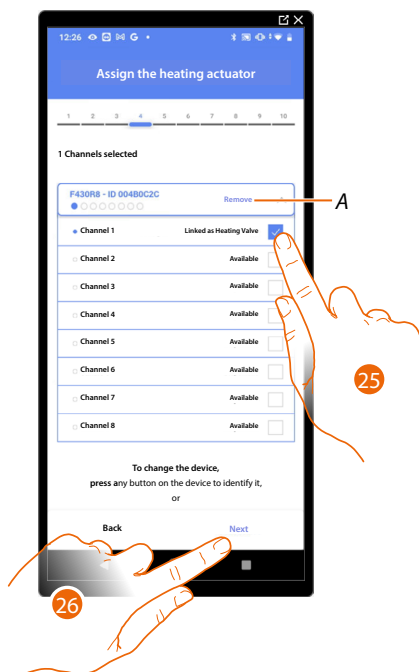 12:26 G
Assign the heating actuator
1 2 3 4 5 6 7 8 9 10
1 Channels selected
F430R8 - ID 004B0C2C
Remove
A
Channel 1 Linked as Heating Valve
Channel 2 Available
Channel 3 Available
Channel 4 Available
Channel 5 Available
Channel 6 Available
Channel 7 Available
Channel 8 Available
25
To change the device,
press any button on the device to identify it,
or
Back Next
26